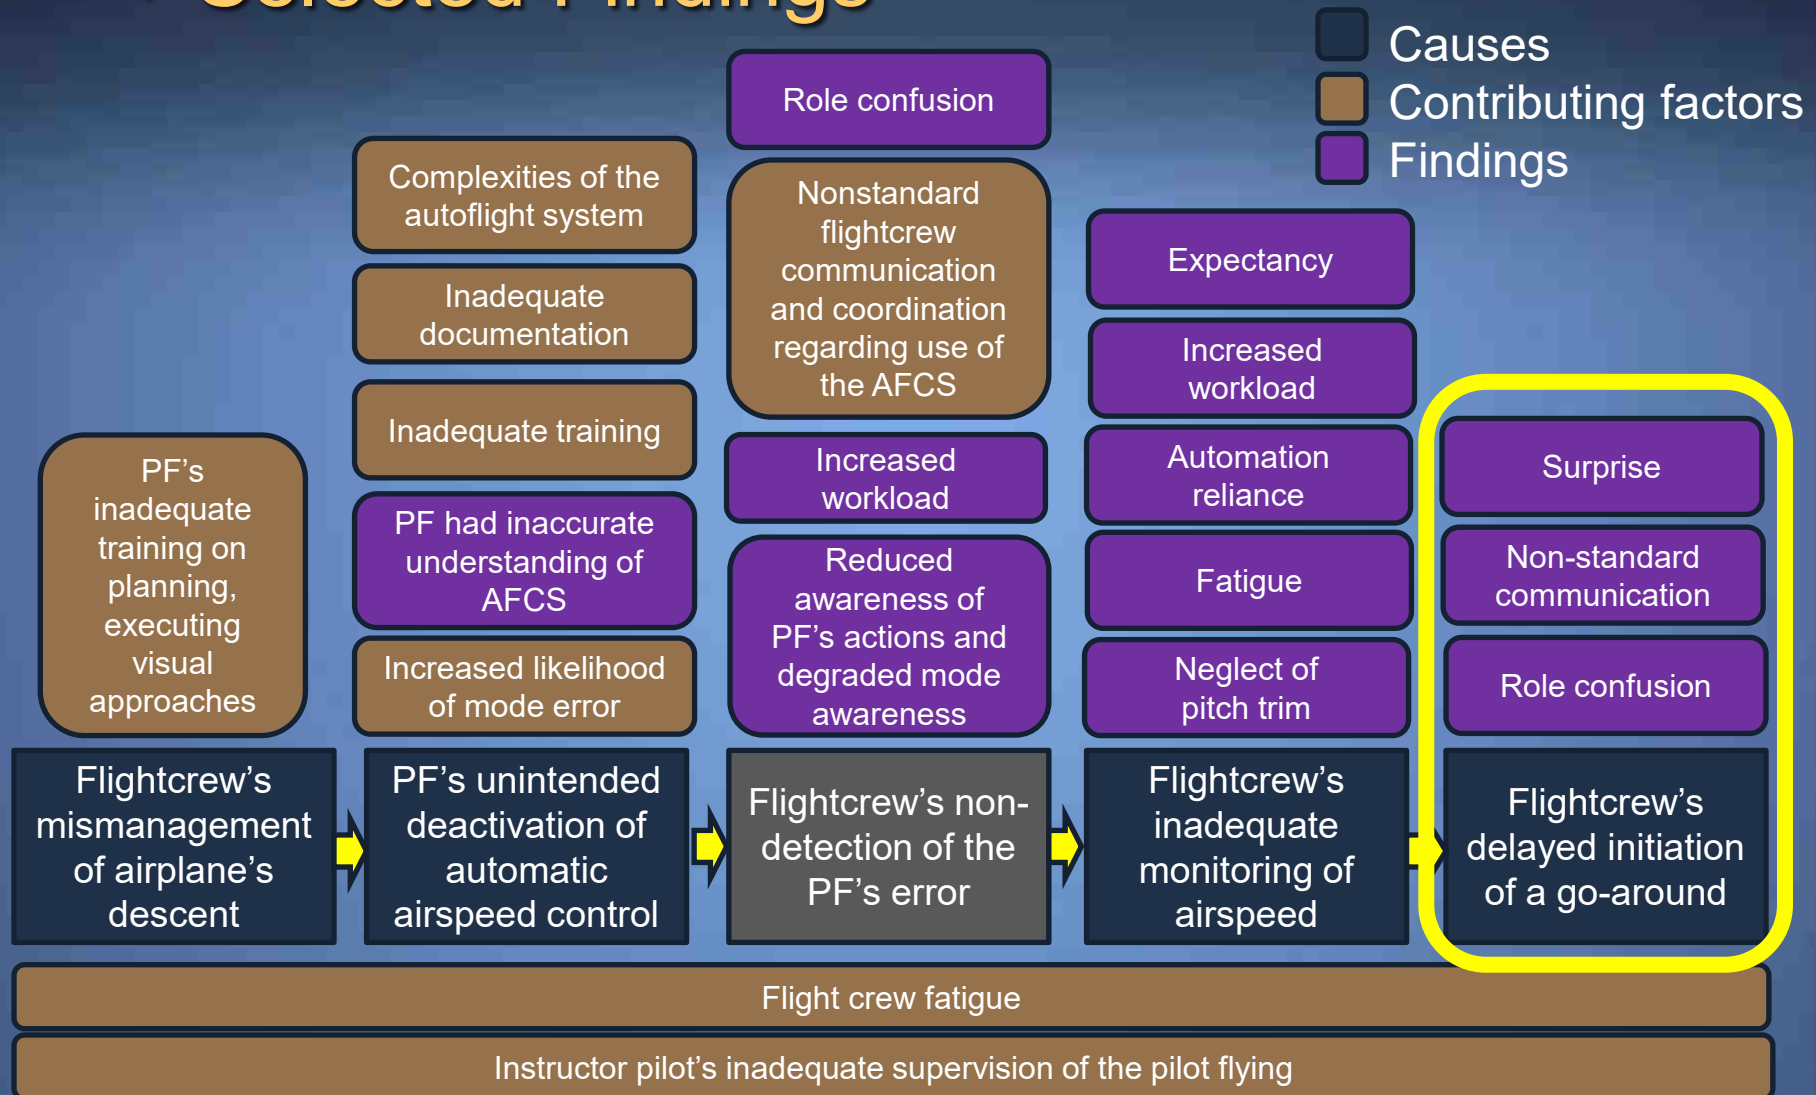 Selected Findings
Causes
Contributing factors
Findings
PF’s
inadequate
training on
planning,
executing
visual
approaches
Flightcrew’s
mismanagement
of airplane’s
descent
Complexities of the
autoflight system
Inadequate
documentation
Inadequate training
PF had inaccurate
understanding of
AFCS
Increased likelihood
of mode error
PF’s unintended
deactivation of
automatic
airspeed control
Role confusion
Nonstandard
flightcrew
communication
and coordination
regarding use of
the AFCS
Increased
workload
Reduced
awareness of
PF’s actions and
degraded mode
awareness
Flightcrew’s non-
detection of the
PF’s error
Expectancy
Increased
workload
Automation
reliance
Fatigue
Neglect of
pitch trim
Flightcrew’s
inadequate
monitoring of
airspeed
Surprise
Non-standard
communication
Role confusion
Flightcrew’s
delayed initiation
of a go-around
Flight crew fatigue
Instructor pilot’s inadequate supervision of the pilot flying